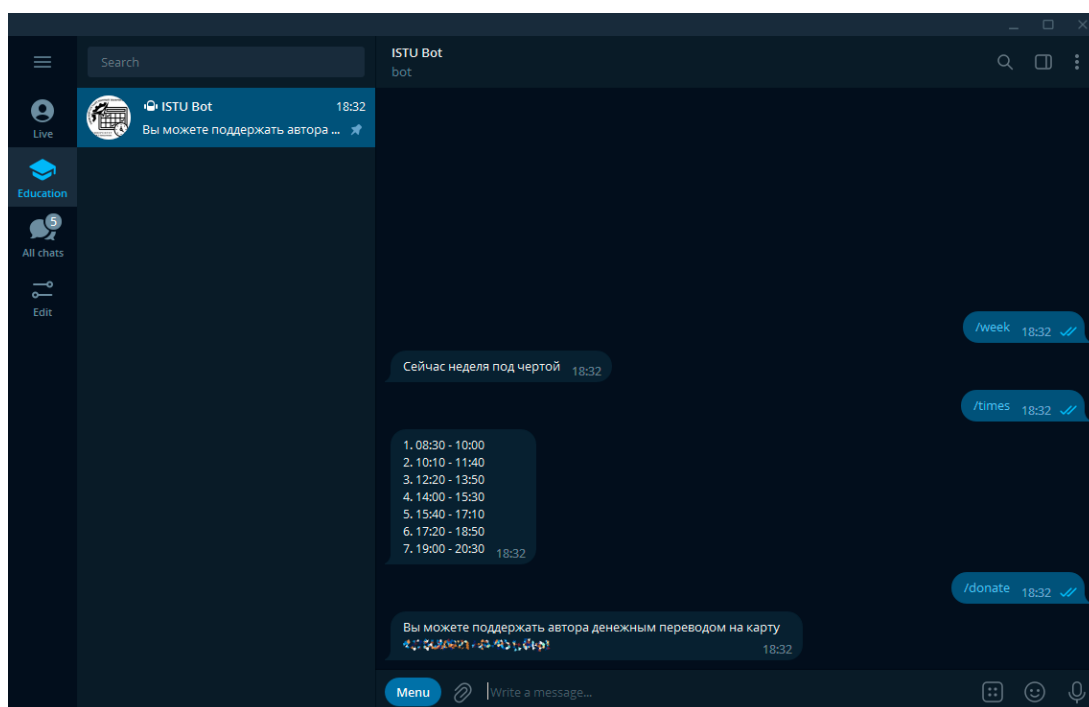 Search
ISTU Bot
bot
Live
ISTU Bot 18:32
Вы можете поддержать автора ...
Education
5
All chats
Edit
/week 18:32
Сейчас неделя под чертой 18:32
/times 18:32
1. 08:30 - 10:00
2. 10:10 - 11:40
3. 12:20 - 13:50
4. 14:00 - 15:30
5. 15:40 - 17:10
6. 17:20 - 18:50
7. 19:00 - 20:30 18:32
/donate 18:32
Вы можете поддержать автора денежным переводом на карту
18:32
Menu
Write a message...